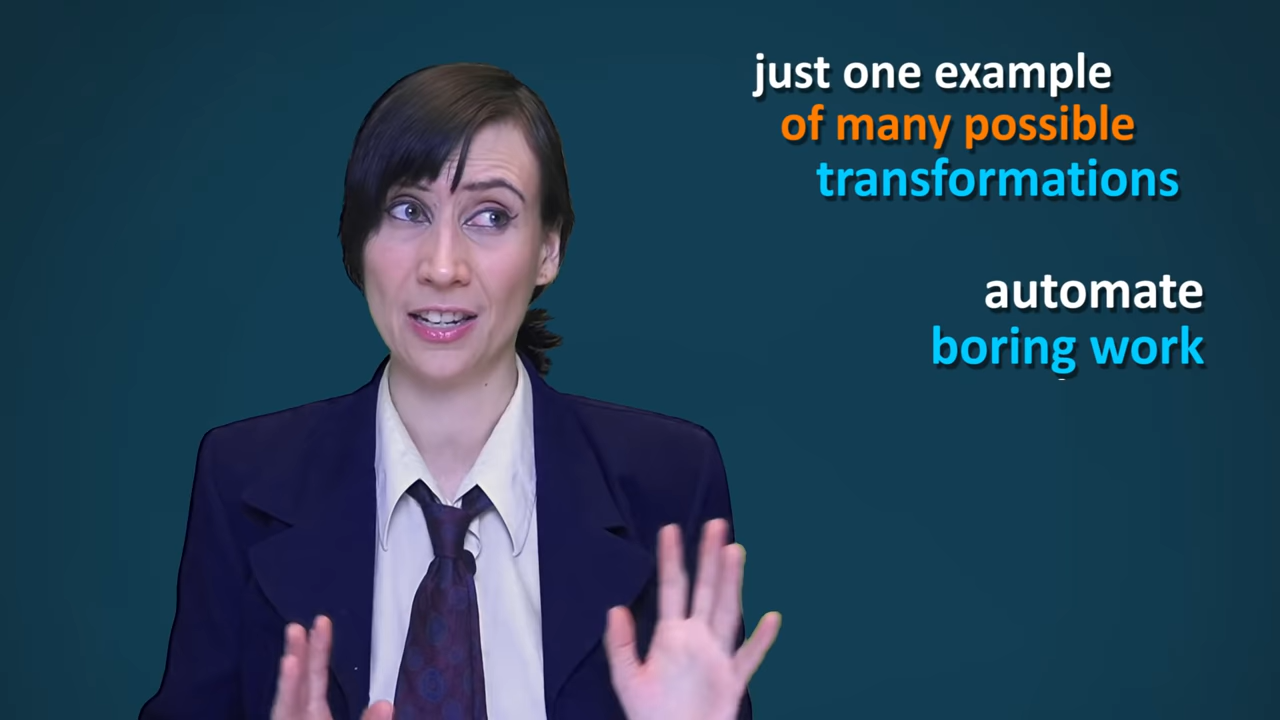 just one example
of many possible
transformations
automate
boring work